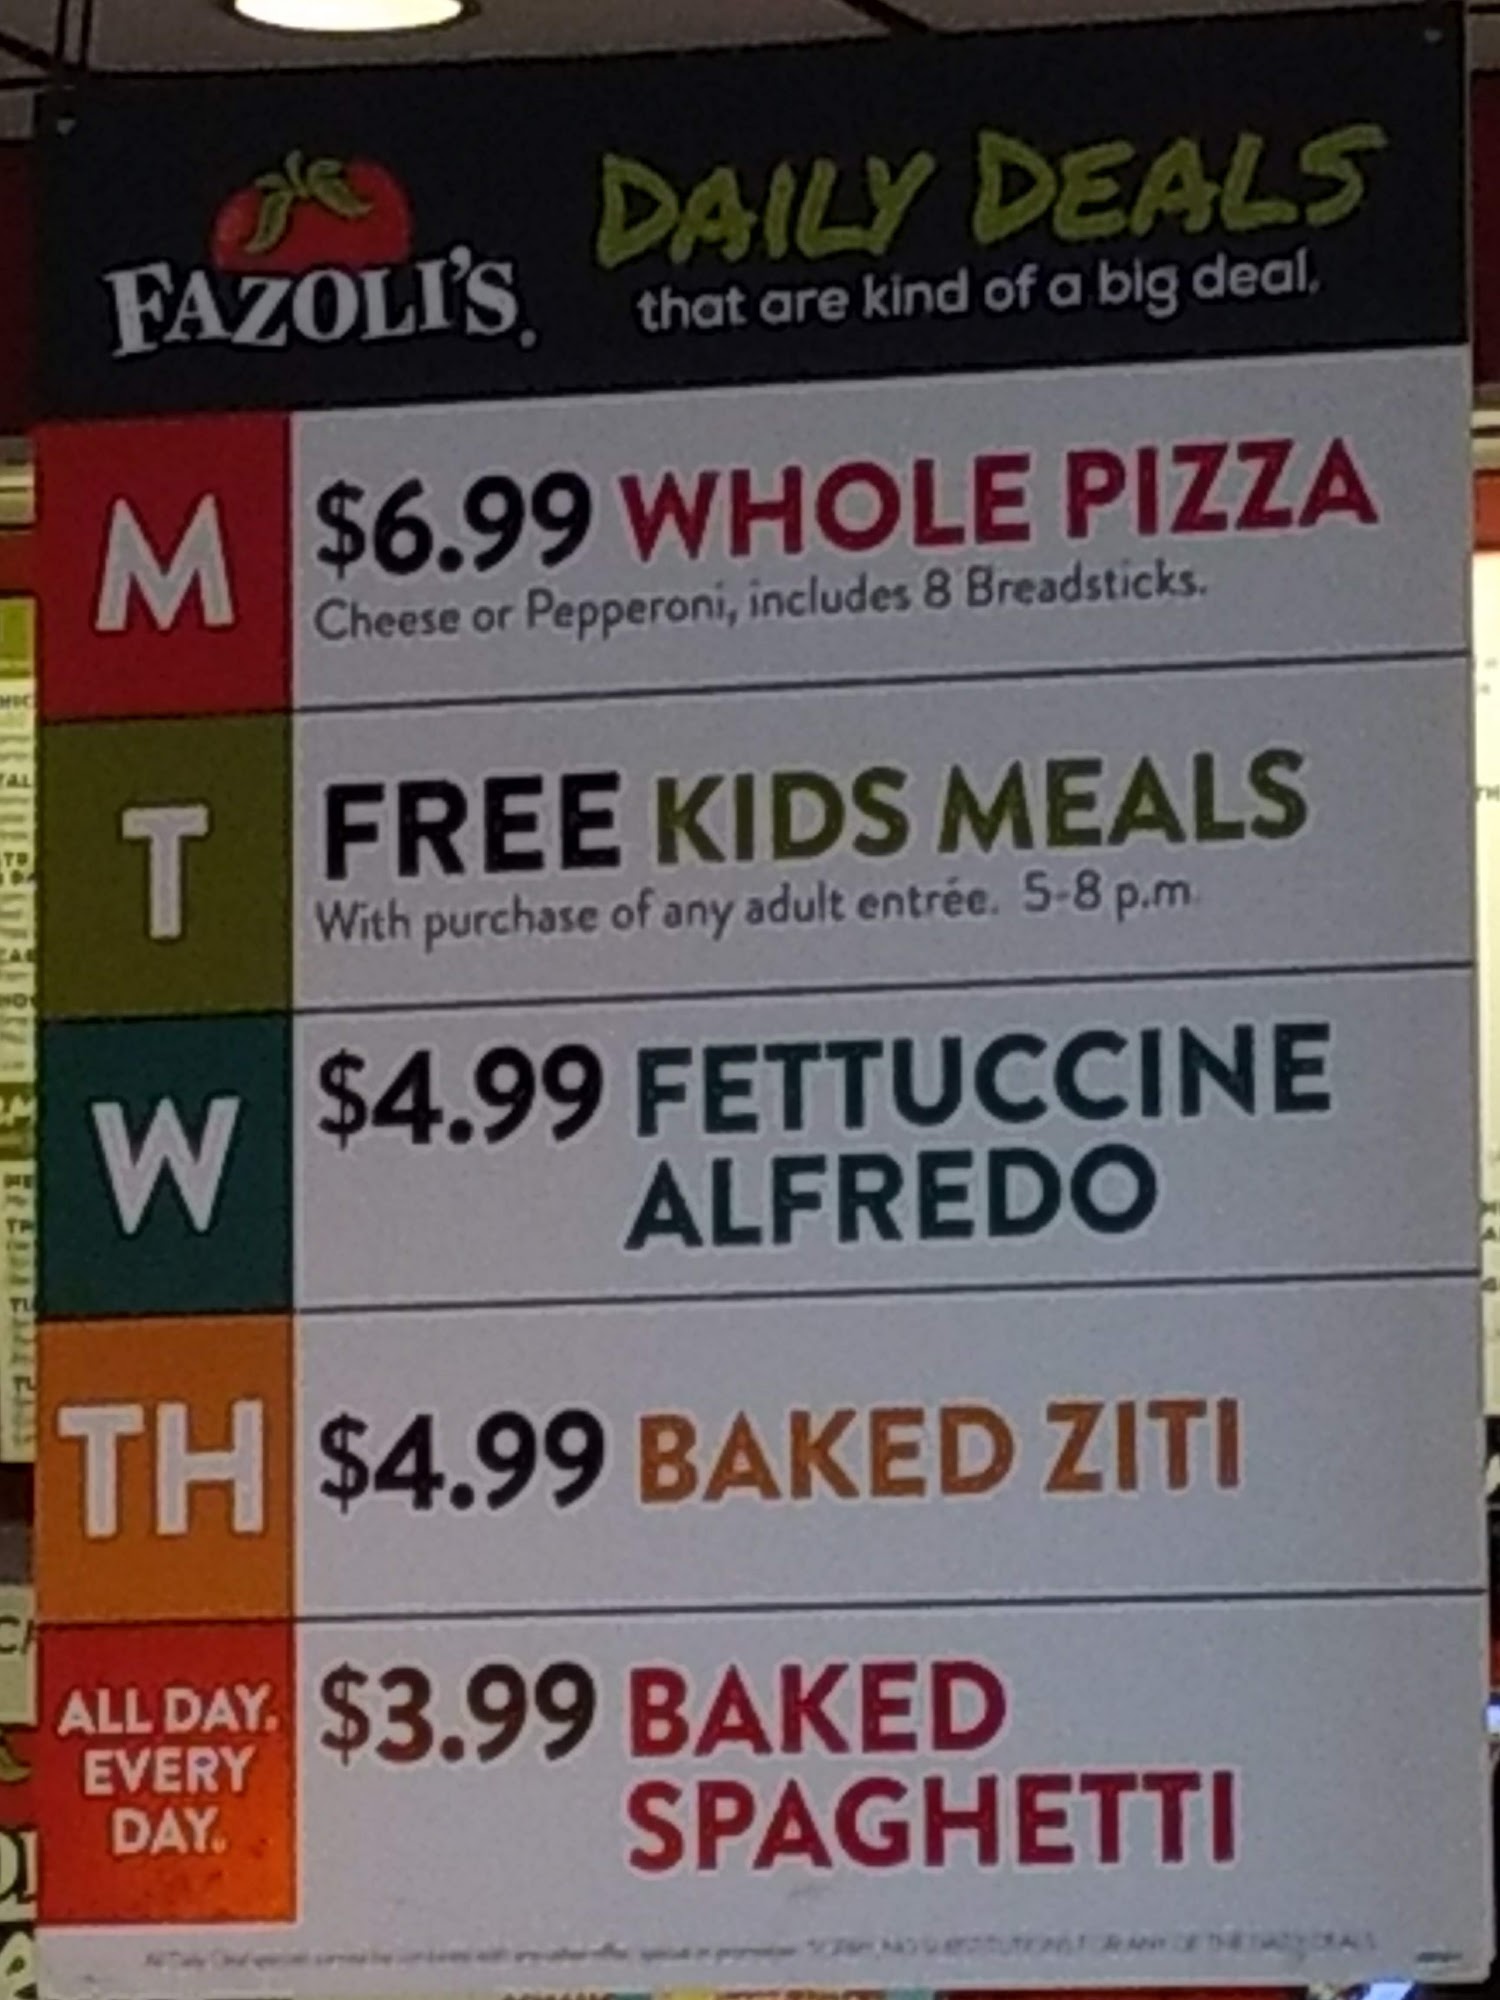 FAZOLI'S.
DAILY DEALS
that are kind of a big deal.
M
$6.99 WHOLE PIZZA
Cheese or Pepperoni, includes 8 Breadsticks.
T
FREE KIDS MEALS
With purchase of any adult entrée. 5-8 p.m.
W
$4.99 FETTUCCINE
ALFREDO
TH
$4.99 BAKED ZITI
ALL DAY.
EVERY
DAY.
$3.99 BAKED
SPAGHETTI